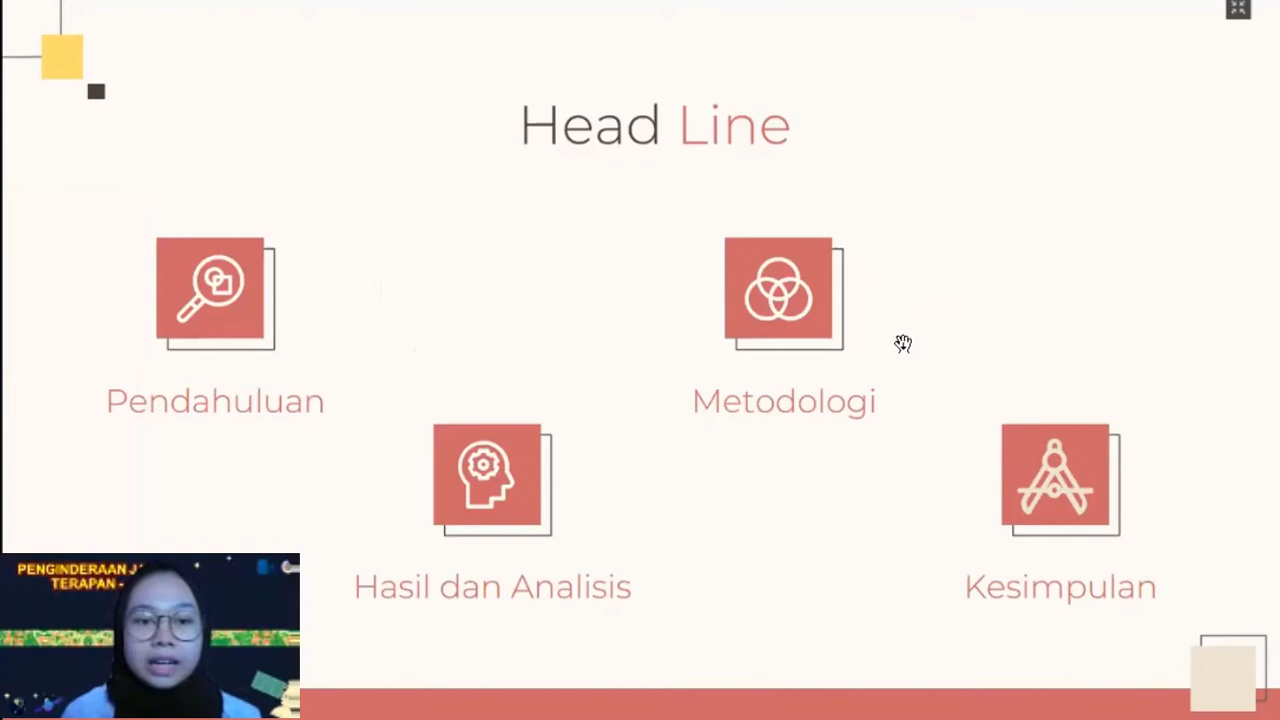 Head Line
Pendahuluan
Metodologi
Hasil dan Analisis
Kesimpulan
PENGINDERAAN
TERAPAN -